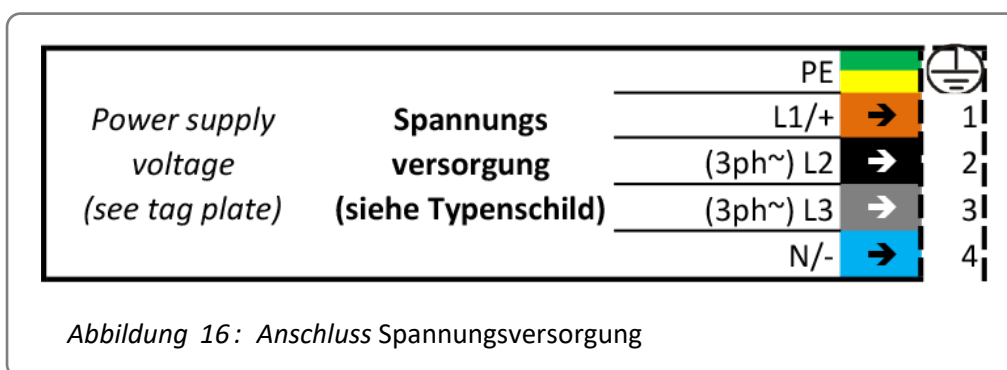 PE
Power supply Spannungs L1/+ ➔ 1
voltage versorgung (3ph~) L2 ➔ 2
(see tag plate) (siehe Typenschild) (3ph~) L3 ➔ 3
N/- ➔ 4
Abbildung 16: Anschluss Spannungsversorgung